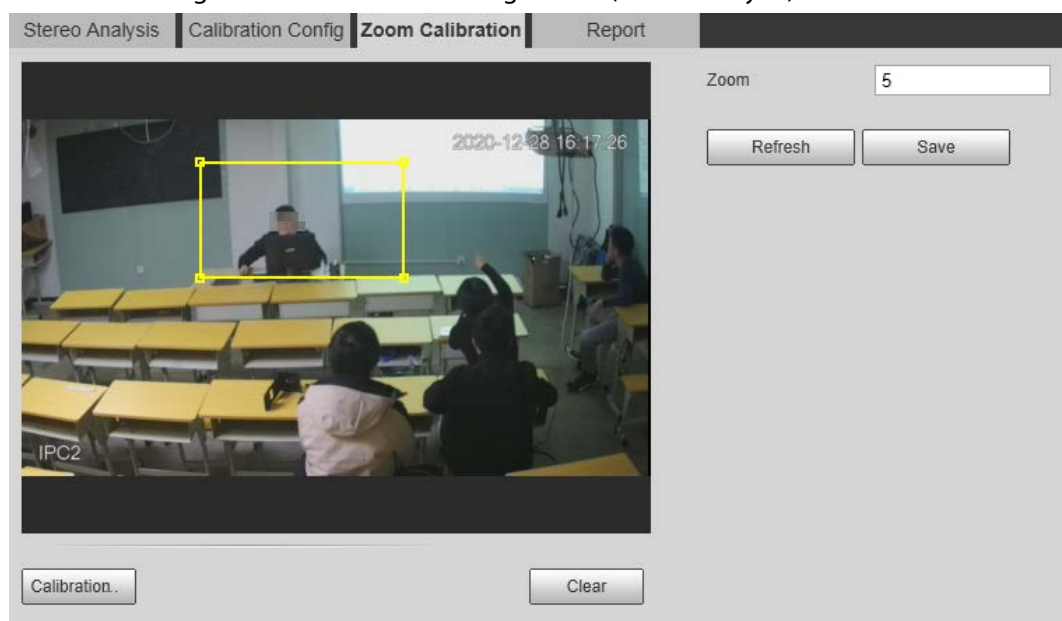 Stereo Analysis Calibration Config Zoom Calibration Report
Zoom 5
2020-12-28 16:17:26
Refresh Save
IPC2
Calibration..
Clear